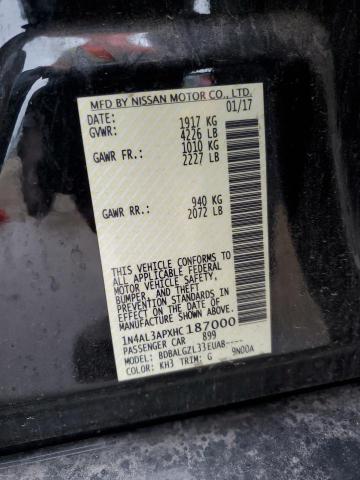 MFD BY NISSAN MOTOR CO., LTD.
DATE: 01/17
GVWR: 1917 KG
4226 LB
GAWR FR.: 1010 KG
2227 LB
GAWR RR.: 940 KG
2072 LB
THIS VEHICLE CONFORMS TO
ALL APPLICABLE FEDERAL
MOTOR VEHICLE SAFETY,
BUMPER, AND THEFT
PREVENTION STANDARDS IN
EFFECT ON THE DATE OF
MANUFACTURE SHOWN ABOVE.
1N4AL3APXHC187000
PASSENGER CAR 899
MODEL: BDBALGZL33EUAB----
COLOR: KH3 TRIM: G 9N00A